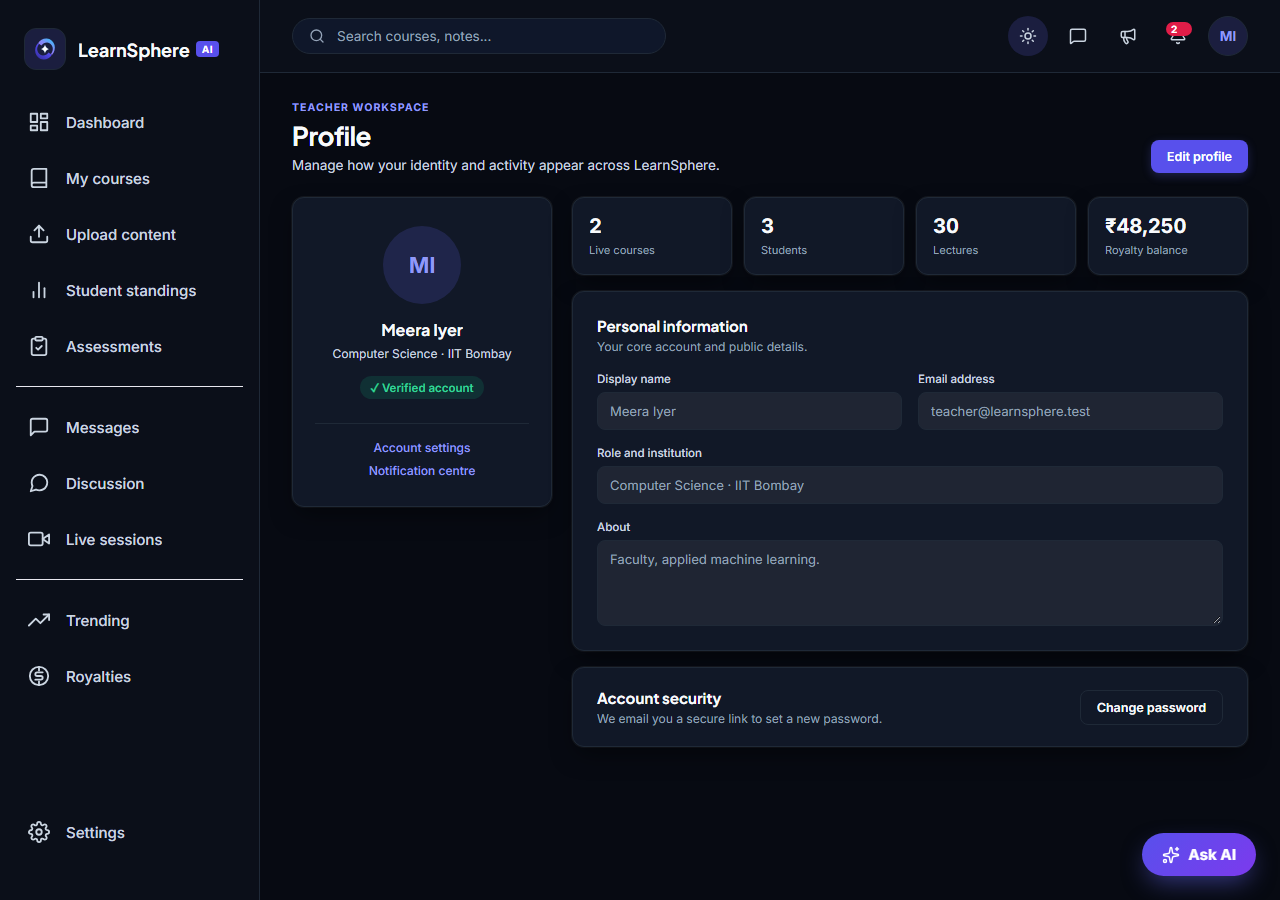 LearnSphere AI
Search courses, notes...
2
MI
Dashboard
My courses
Upload content
Student standings
Assessments
Messages
Discussion
Live sessions
Trending
Royalties
Settings
TEACHER WORKSPACE
Profile
Manage how your identity and activity appear across LearnSphere.
Edit profile
MI
Meera Iyer
Computer Science · IIT Bombay
✓ Verified account
Account settings
Notification centre
2
Live courses
3
Students
30
Lectures
₹48,250
Royalty balance
Personal information
Your core account and public details.
Display name
Meera Iyer
Email address
teacher@learnsphere.test
Role and institution
Computer Science · IIT Bombay
About
Faculty, applied machine learning.
Account security
We email you a secure link to set a new password.
Change password
Ask AI